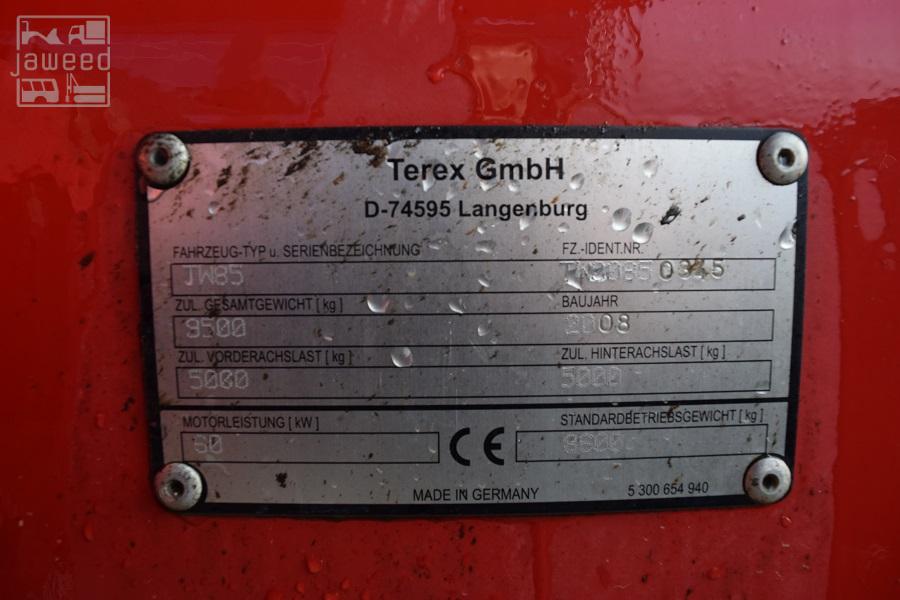 jaweed
Terex GmbH
D-74595 Langenburg
FAHRZEUG-TYP u. SERIENBEZEICHNUNG FZ.-IDENT.NR.
JW85
ZUL. GESAMTGEWICHT [ kg ] BAUJAHR
9500 2008
ZUL. VORDERACHSLAST [ kg ] ZUL. HINTERACHSLAST [ kg ]
5000 5000
MOTORLEISTUNG [ kW ] STANDARDBETRIEBSGEWICHT [ kg ]
CE
MADE IN GERMANY 5 300 654 940